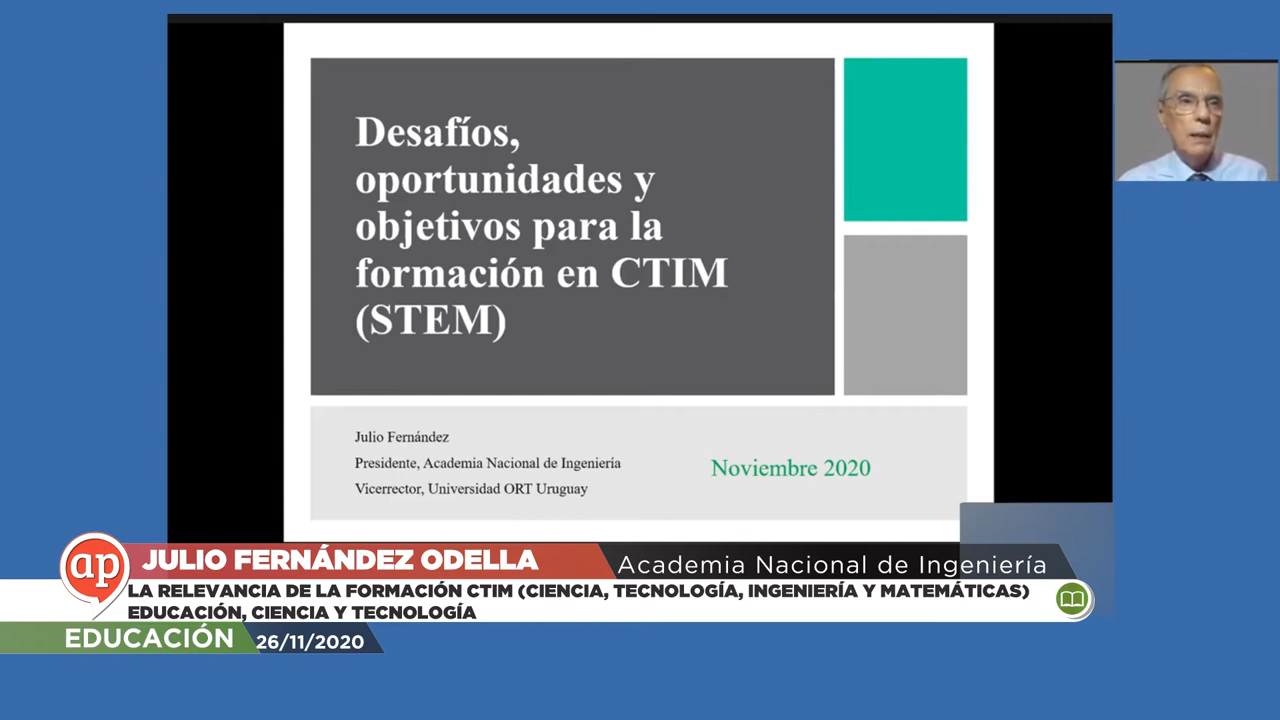 Desafíos,
oportunidades y
objetivos para la
formación en CTIM
(STEM)
Julio Fernández
Presidente, Academia Nacional de Ingeniería
Vicerrector, Universidad ORT Uruguay
Noviembre 2020
ap
JULIO FERNÁNDEZ ODELLA
Academia Nacional de Ingeniería
LA RELEVANCIA DE LA FORMACIÓN CTIM (CIENCIA, TECNOLOGÍA, INGENIERÍA Y MATEMÁTICAS)
EDUCACIÓN, CIENCIA Y TECNOLOGÍA
EDUCACIÓN
26/11/2020